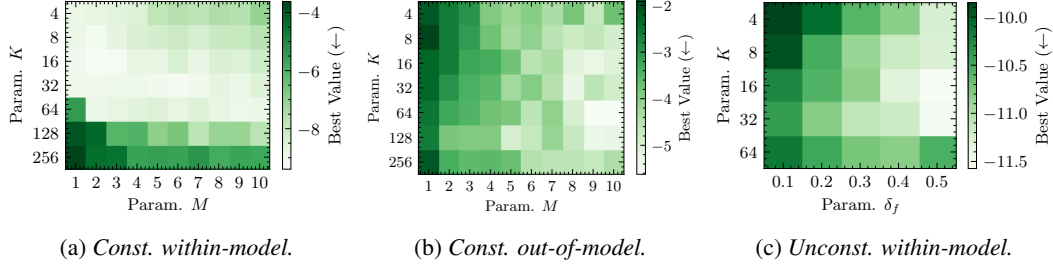 4
8
16
32
64
128
256
Param. K
1 2 3 4 5 6 7 8 9 10
Param. M
−4
−6
−8
Best Value (←)
(a) Const. within-model.
4
8
16
32
64
128
256
Param. K
1 2 3 4 5 6 7 8 9 10
Param. M
−2
−3
−4
−5
Best Value (←)
(b) Const. out-of-model.
4
8
16
32
64
Param. K
0.1 0.2 0.3 0.4 0.5
Param. δf
−10.0
−10.5
−11.0
−11.5
Best Value (←)
(c) Unconst. within-model.